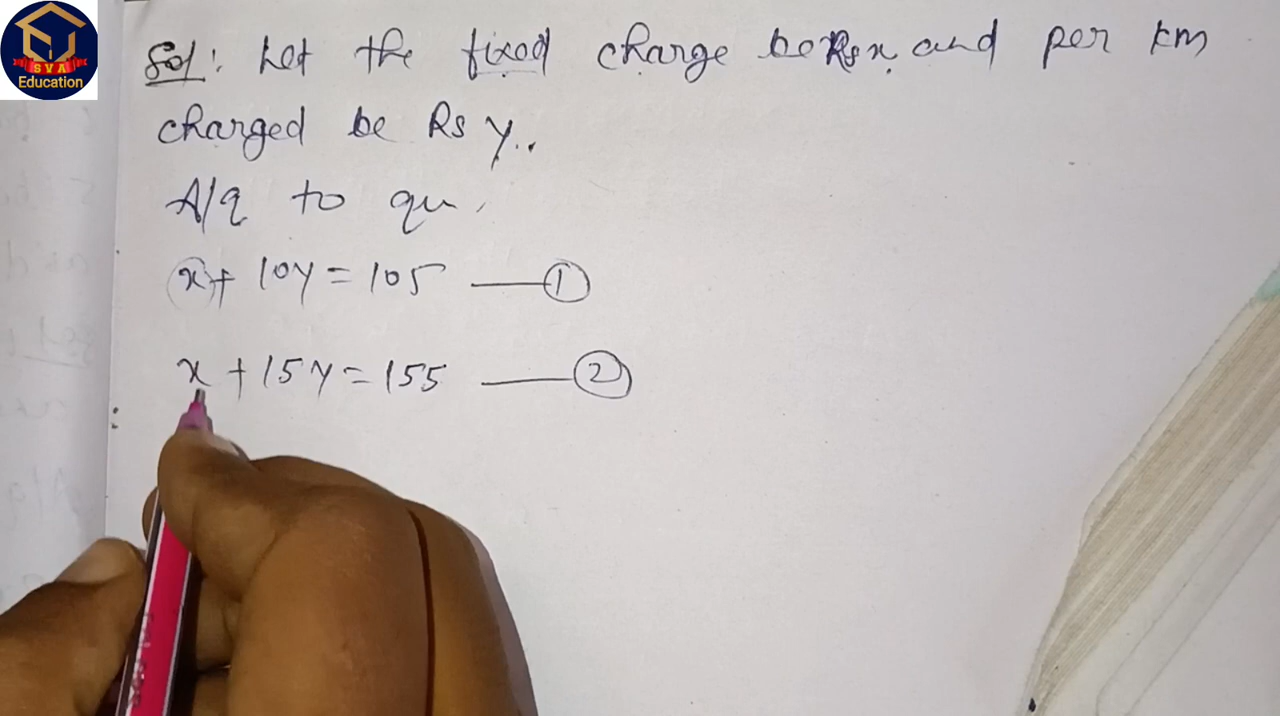 SVA
Education
Sol: Let the fixed charge be Rs x and per km
charged be Rs y..
A/q to qu.
x + 10y = 105 —— ①
x + 15y = 155 —— ②